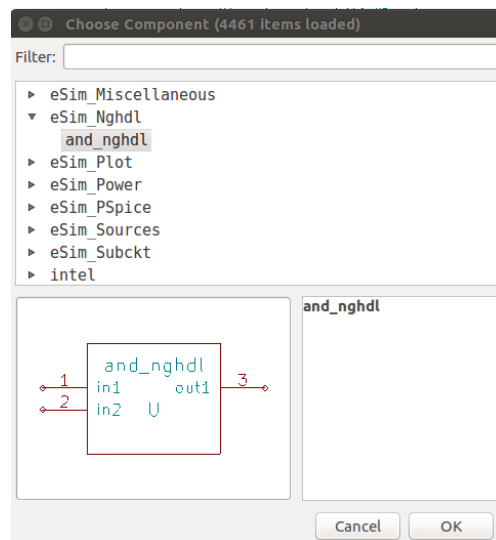 Choose Component (4461 items loaded)
Filter:
eSim_Miscellaneous
eSim_Nghdl
and_nghdl
eSim_Plot
eSim_Power
eSim_PSpice
eSim_Sources
eSim_Subckt
intel
and_nghdl
and_nghdl
1 in1 out1 3
2 in2 U
Cancel OK